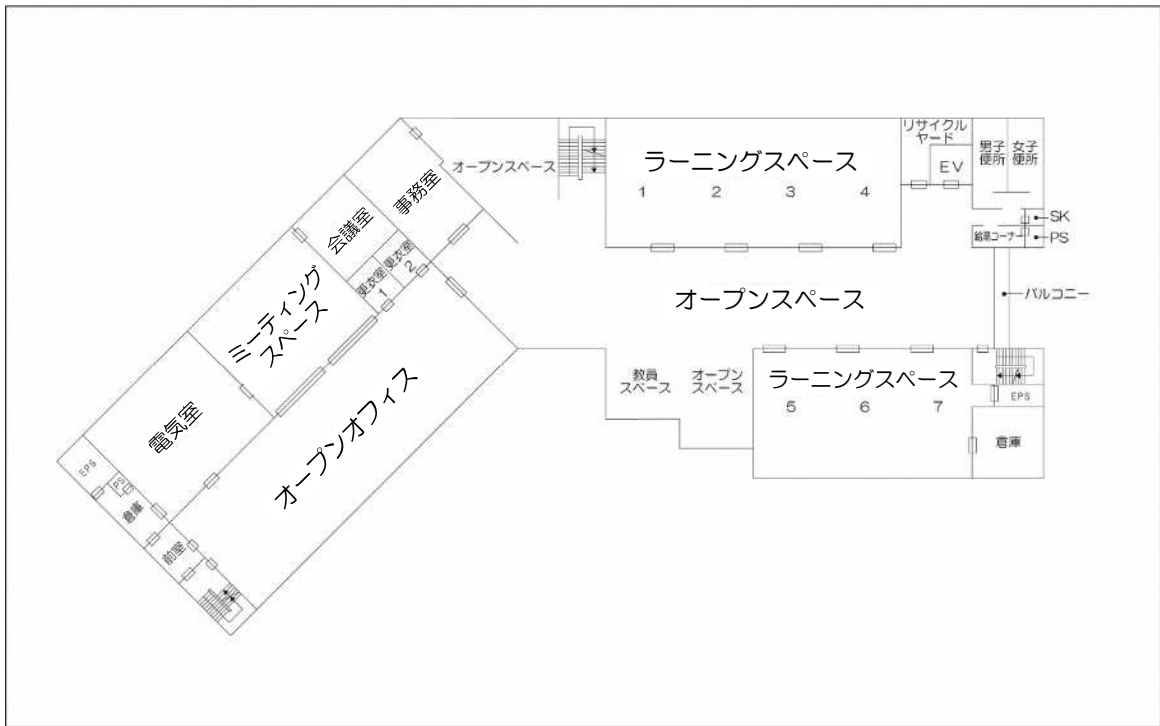 オープンスペース
ラーニングスペース
1 2 3 4
リサイクル
ヤード
EV
男子
便所
女子
便所
SK
給湯コーナー
PS
バルコニー
オープンスペース
教員
スペース
オープン
スペース
ラーニングスペース
5 6 7
EPS
倉庫
事務室
会議室
更衣室
2
更衣室
1
ミーティング
スペース
オープンオフィス
電気室
EPS
PS
倉庫
前室